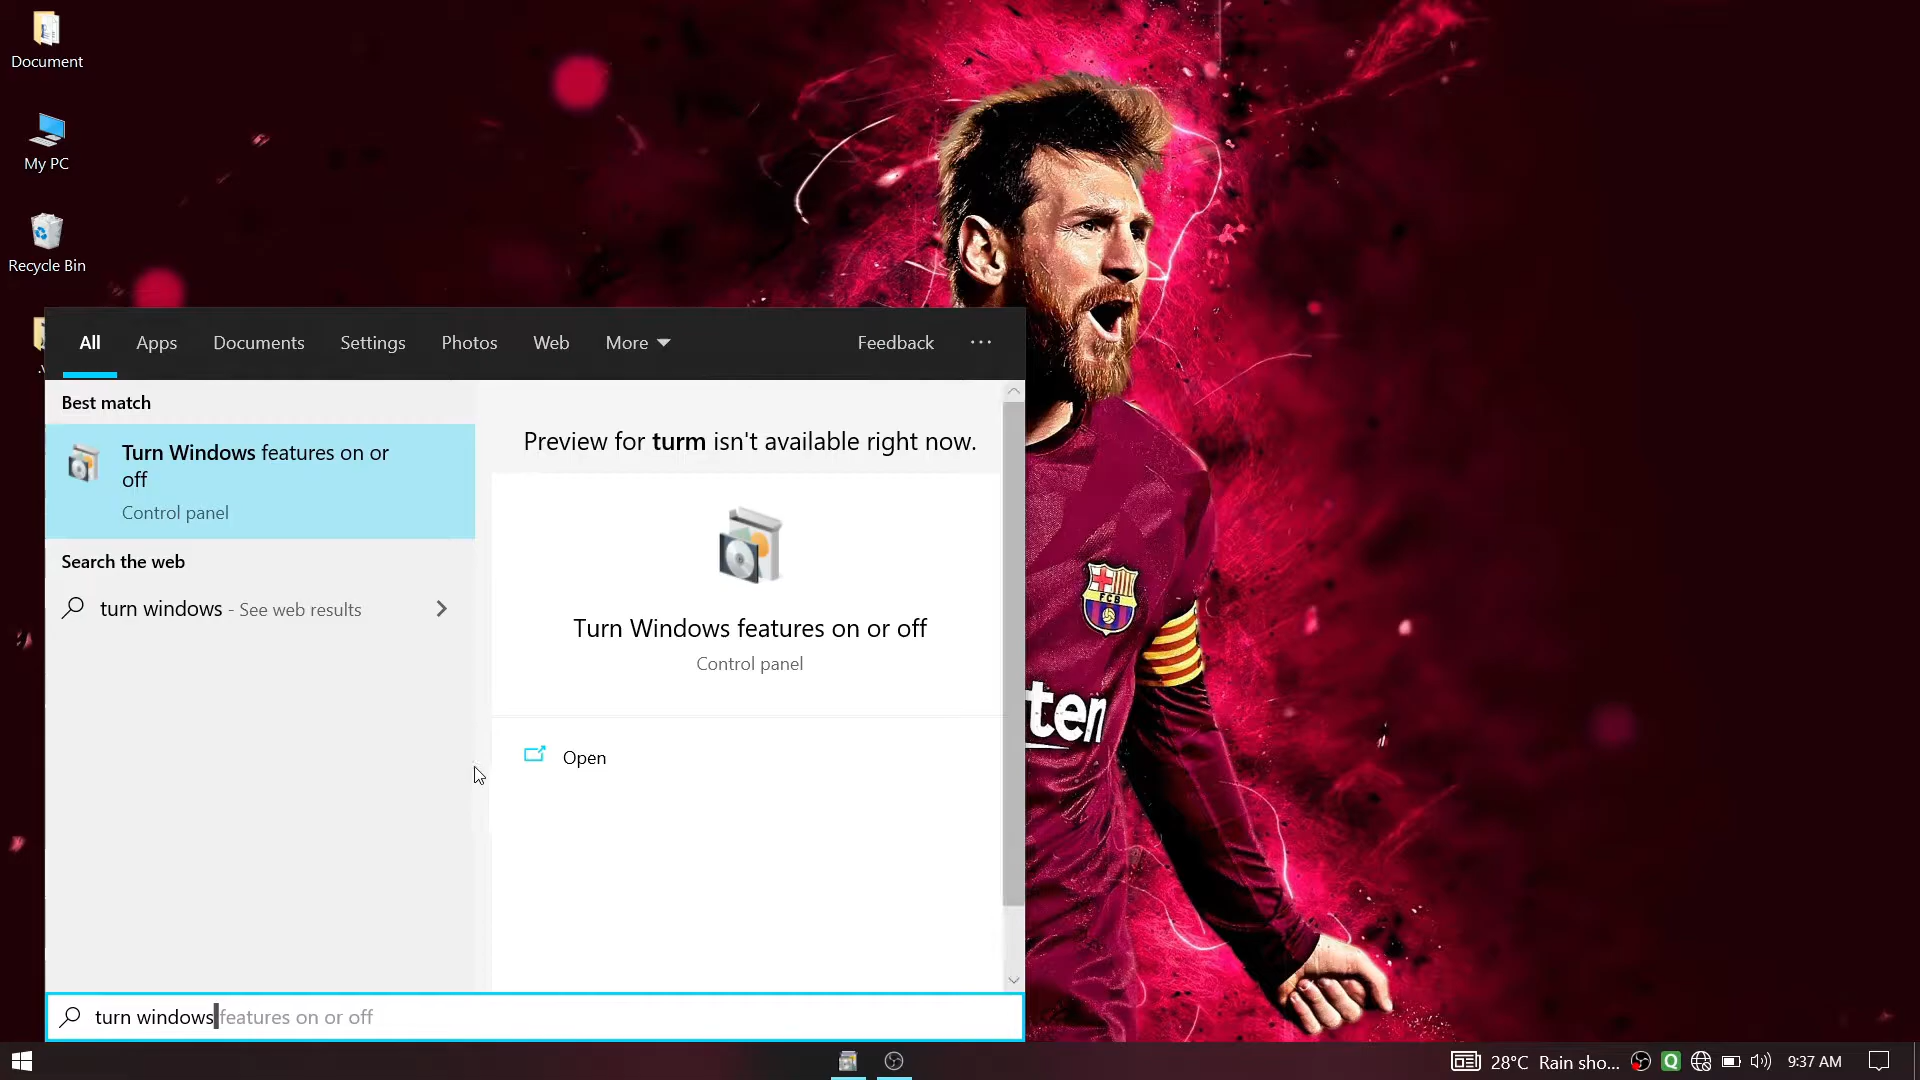 Document
My PC
Recycle Bin
All Apps Documents Settings Photos Web More Feedback ...
Best match
Turn Windows features on or
off
Control panel
Search the web
turn windows - See web results
Preview for turm isn't available right now.
Turn Windows features on or off
Control panel
Open
FCB
ten
turn windows features on or off
28°C Rain sho... Q 9:37 AM